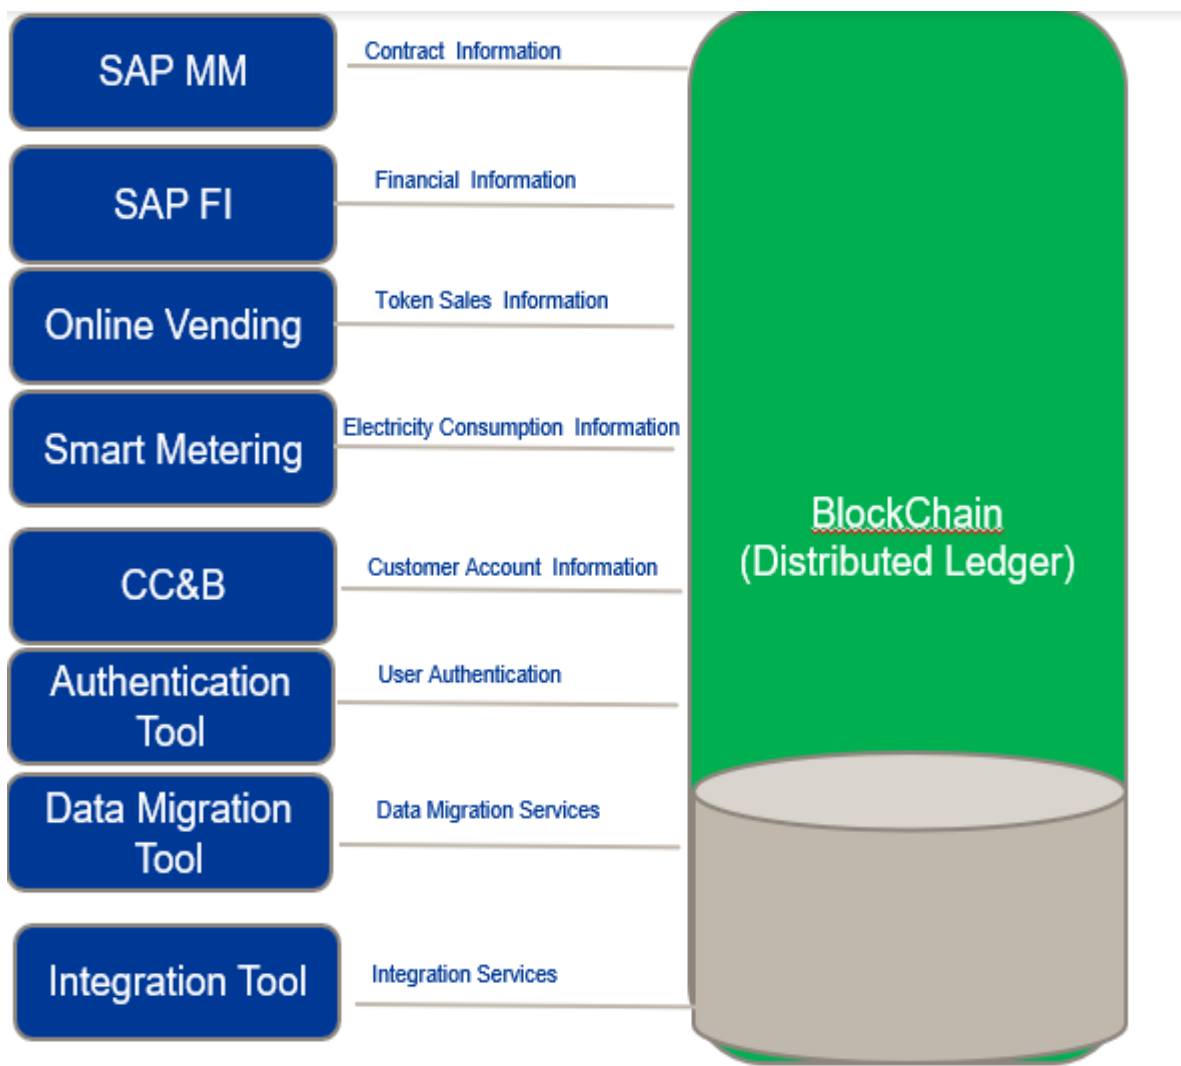 SAP MM
Contract Information
SAP FI
Financial Information
Online Vending
Token Sales Information
Smart Metering
Electricity Consumption Information
BlockChain
(Distributed Ledger)
CC&B
Customer Account Information
Authentication
Tool
User Authentication
Data Migration
Tool
Data Migration Services
Integration Tool
Integration Services